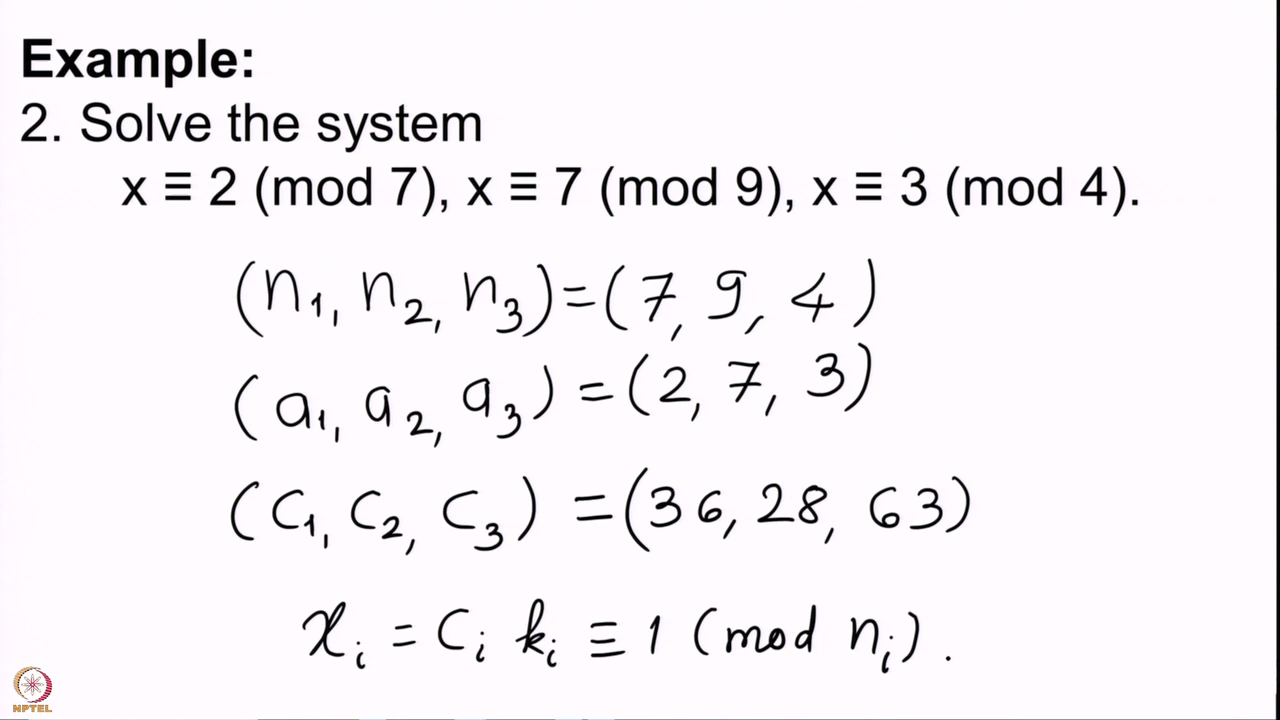 Example:
2. Solve the system
x ≡ 2 (mod 7), x ≡ 7 (mod 9), x ≡ 3 (mod 4).
(n₁, n₂, n₃) = (7, 9, 4)
(a₁, a₂, a₃) = (2, 7, 3)
(C₁, C₂, C₃) = (36, 28, 63)
xᵢ = Cᵢ kᵢ ≡ 1 (mod nᵢ).
NPTEL